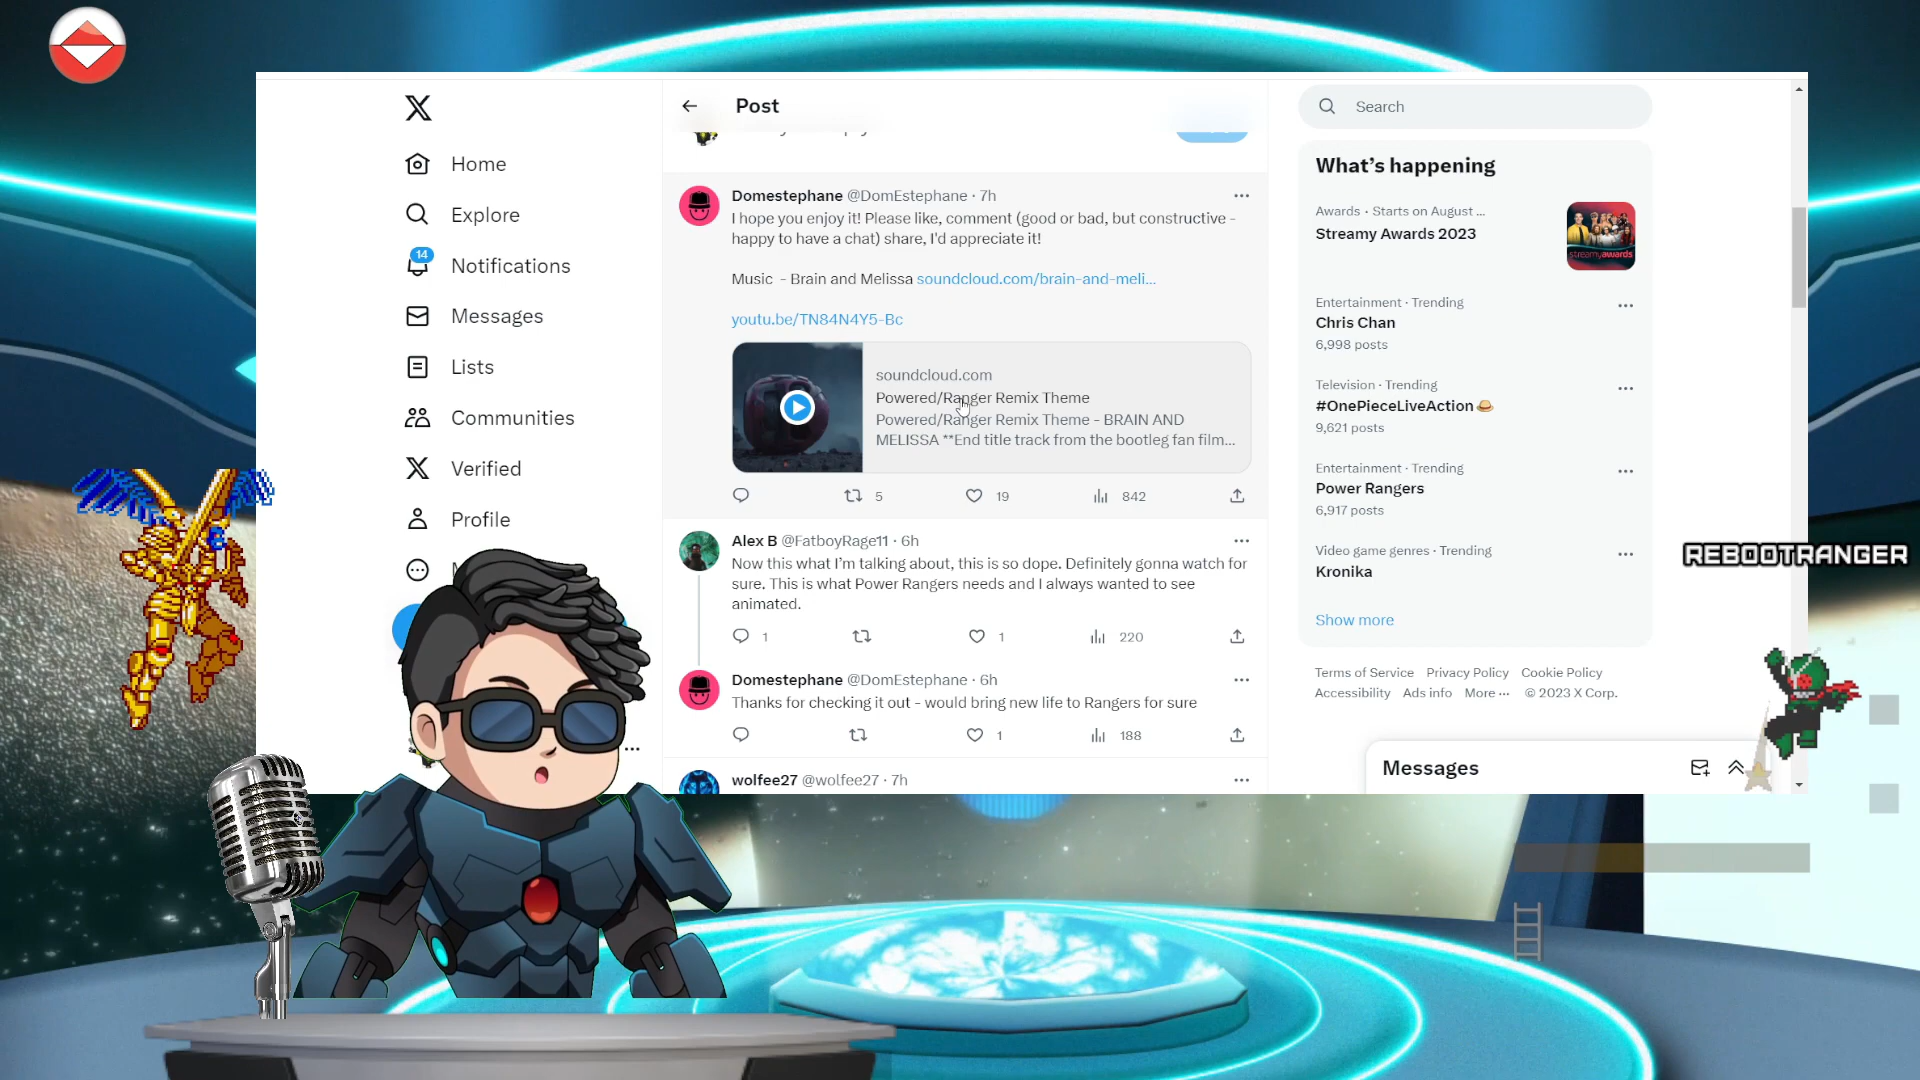 Post
Search
Home
Explore
14
Notifications
Messages
Lists
Communities
Verified
Profile
Domestephane @DomEstephane · 7h
I hope you enjoy it! Please like, comment (good or bad, but constructive -
happy to have a chat) share, I'd appreciate it!
Music - Brain and Melissa soundcloud.com/brain-and-meli...
youtu.be/TN84N4Y5-Bc
soundcloud.com
Powered/Ranger Remix Theme
Powered/Ranger Remix Theme - BRAIN AND
MELISSA **End title track from the bootleg fan film...
5 19 842
Alex B @FatboyRage11 · 6h
Now this what I'm talking about, this is so dope. Definitely gonna watch for
sure. This is what Power Rangers needs and I always wanted to see
animated.
1 1 220
Domestephane @DomEstephane · 6h
Thanks for checking it out - would bring new life to Rangers for sure
1 188
wolfee27 @wolfee27 · 7h
What's happening
Awards · Starts on August ...
Streamy Awards 2023
streamyawards
Entertainment · Trending
Chris Chan
6,998 posts
Television · Trending
#OnePieceLiveAction
9,621 posts
Entertainment · Trending
Power Rangers
6,917 posts
Video game genres · Trending
Kronika
Show more
Terms of Service Privacy Policy Cookie Policy
Accessibility Ads info More ··· © 2023 X Corp.
Messages
REBOOTRANGER